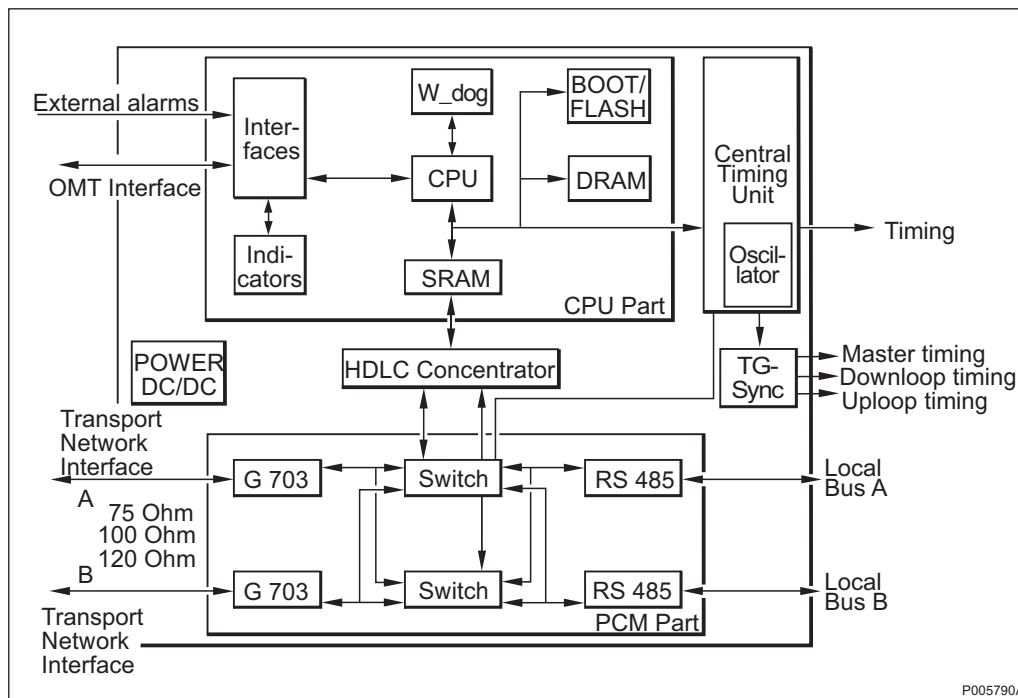 External alarms
OMT Interface
Inter-
faces
W_dog
CPU
BOOT/
FLASH
DRAM
Indi-
cators
SRAM
CPU Part
Central
Timing
Unit
Oscil-
lator
Timing
POWER
DC/DC
HDLC Concentrator
TG-
Sync
Master timing
Downloop timing
Uploop timing
Transport
Network
Interface
A
75 Ohm
100 Ohm
120 Ohm
B
G 703
Switch
RS 485
Local
Bus A
G 703
Switch
RS 485
Local
Bus B
PCM Part
Transport
Network
Interface
P005790A